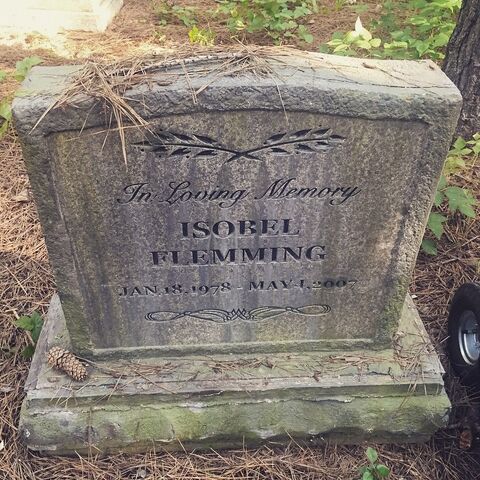 In Loving Memory
ISOBEL
FLEMMING
JAN.18,1978 - MAY.1,2007